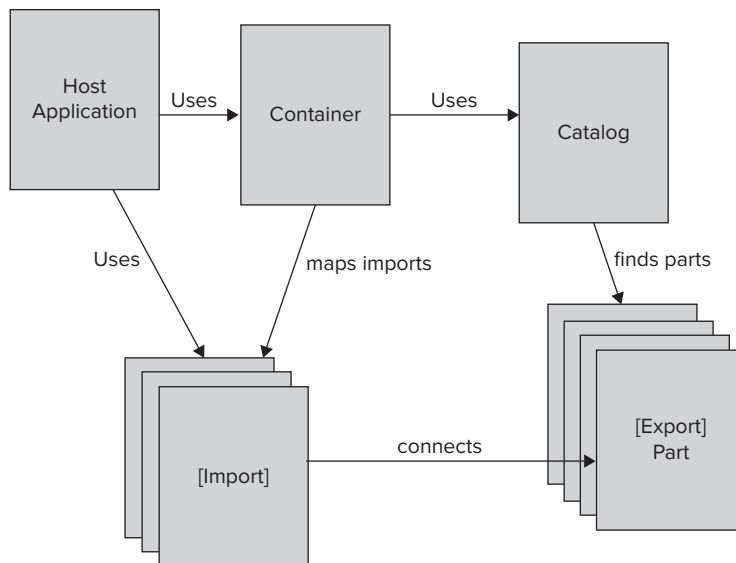 Host
Application
Uses
Container
Uses
Catalog
Uses
maps imports
finds parts
[Import]
connects
[Export]
Part